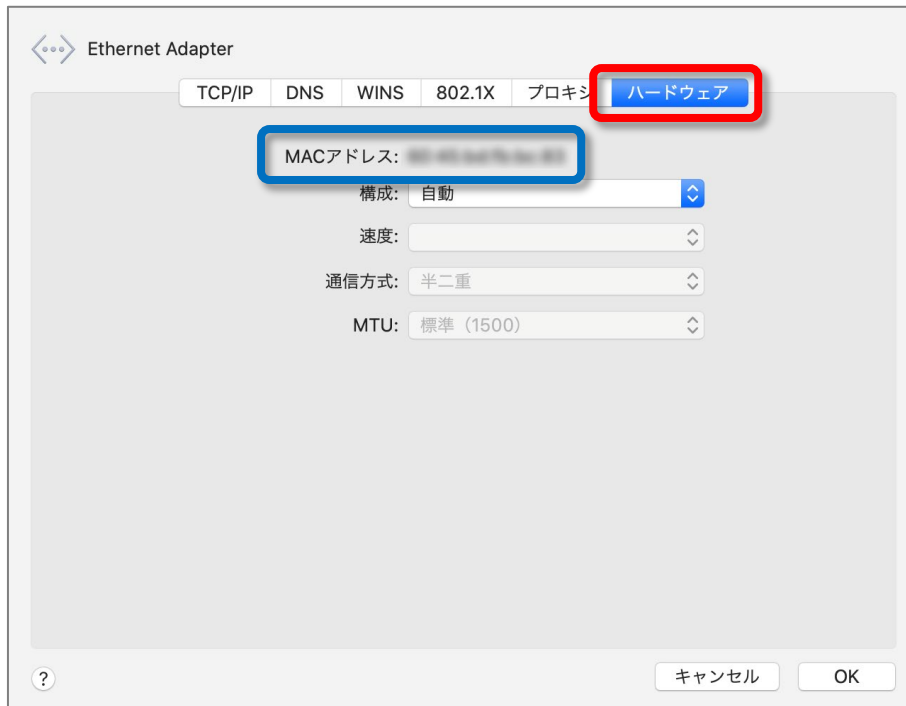 Ethernet Adapter
TCP/IP DNS WINS 802.1X プロキシ ハードウェア
MACアドレス:
構成: 自動
速度:
通信方式: 半二重
MTU: 標準（1500）
? キャンセル OK